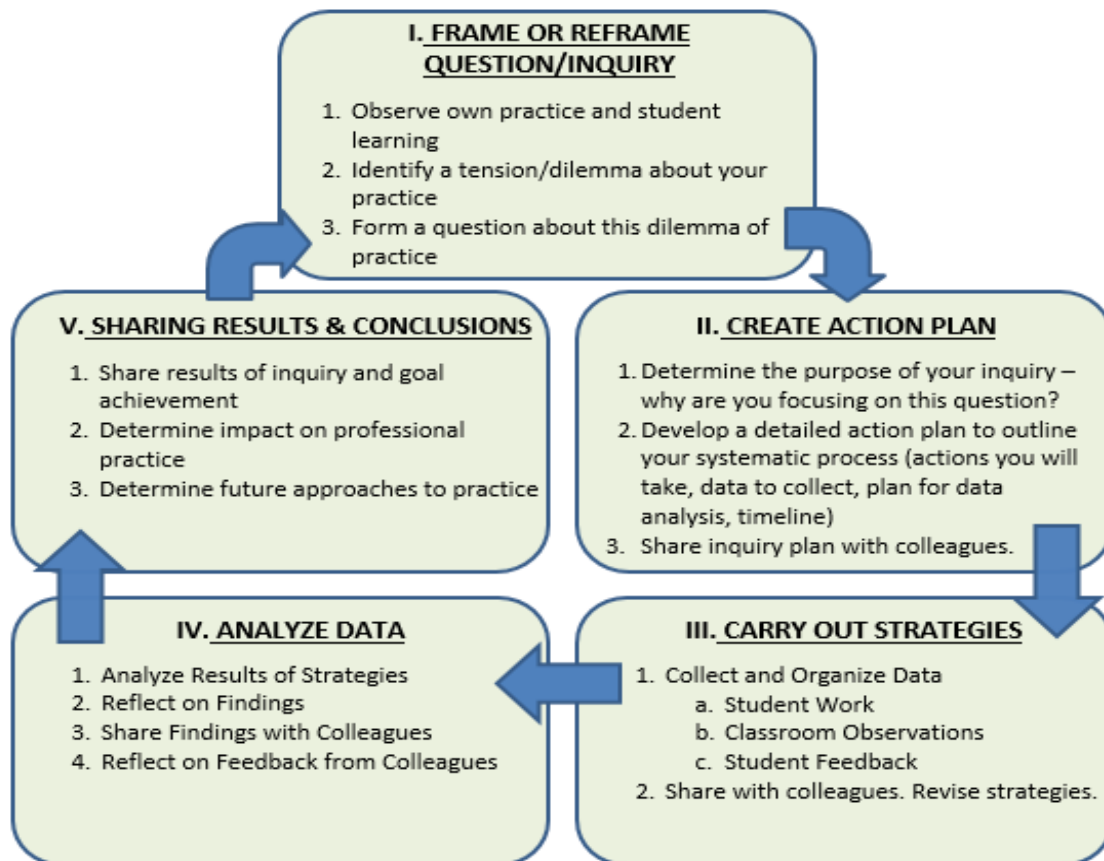 I. FRAME OR REFRAME
QUESTION/INQUIRY
1. Observe own practice and student
learning
2. Identify a tension/dilemma about your
practice
3. Form a question about this dilemma of
practice
II. CREATE ACTION PLAN
1. Determine the purpose of your inquiry –
why are you focusing on this question?
2. Develop a detailed action plan to outline
your systematic process (actions you will
take, data to collect, plan for data
analysis, timeline)
3. Share inquiry plan with colleagues.
III. CARRY OUT STRATEGIES
1. Collect and Organize Data
a. Student Work
b. Classroom Observations
c. Student Feedback
2. Share with colleagues. Revise strategies.
IV. ANALYZE DATA
1. Analyze Results of Strategies
2. Reflect on Findings
3. Share Findings with Colleagues
4. Reflect on Feedback from Colleagues
V. SHARING RESULTS & CONCLUSIONS
1. Share results of inquiry and goal
achievement
2. Determine impact on professional
practice
3. Determine future approaches to practice